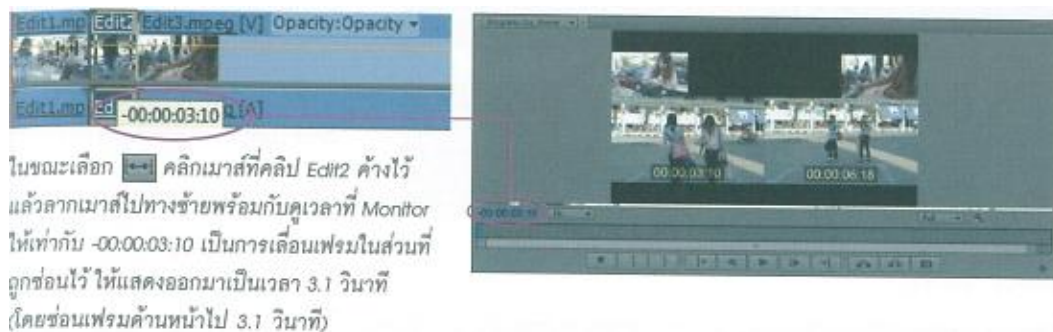 Edit1.mp Edit2 Edit3.mpeg [V] Opacity:Opacity
Edit1.mp Ed [A]
-00:00:03:10
ในขณะเลือก คลิกเมาส์ที่คลิป Edit2 ค้างไว้
แล้วลากเมาส์ไปทางซ้ายพร้อมกับดูเวลาที่ Monitor
ให้เท่ากับ -00:00:03:10 เป็นการเลื่อนเฟรมในส่วนที่
ถูกซ่อนไว้ ให้แสดงออกมาเป็นเวลา 3.1 วินาที
(โดยซ่อนเฟรมด้านหน้าไป 3.1 วินาที)
00:00:03:10 00:00:06:18
-00:00:03:10